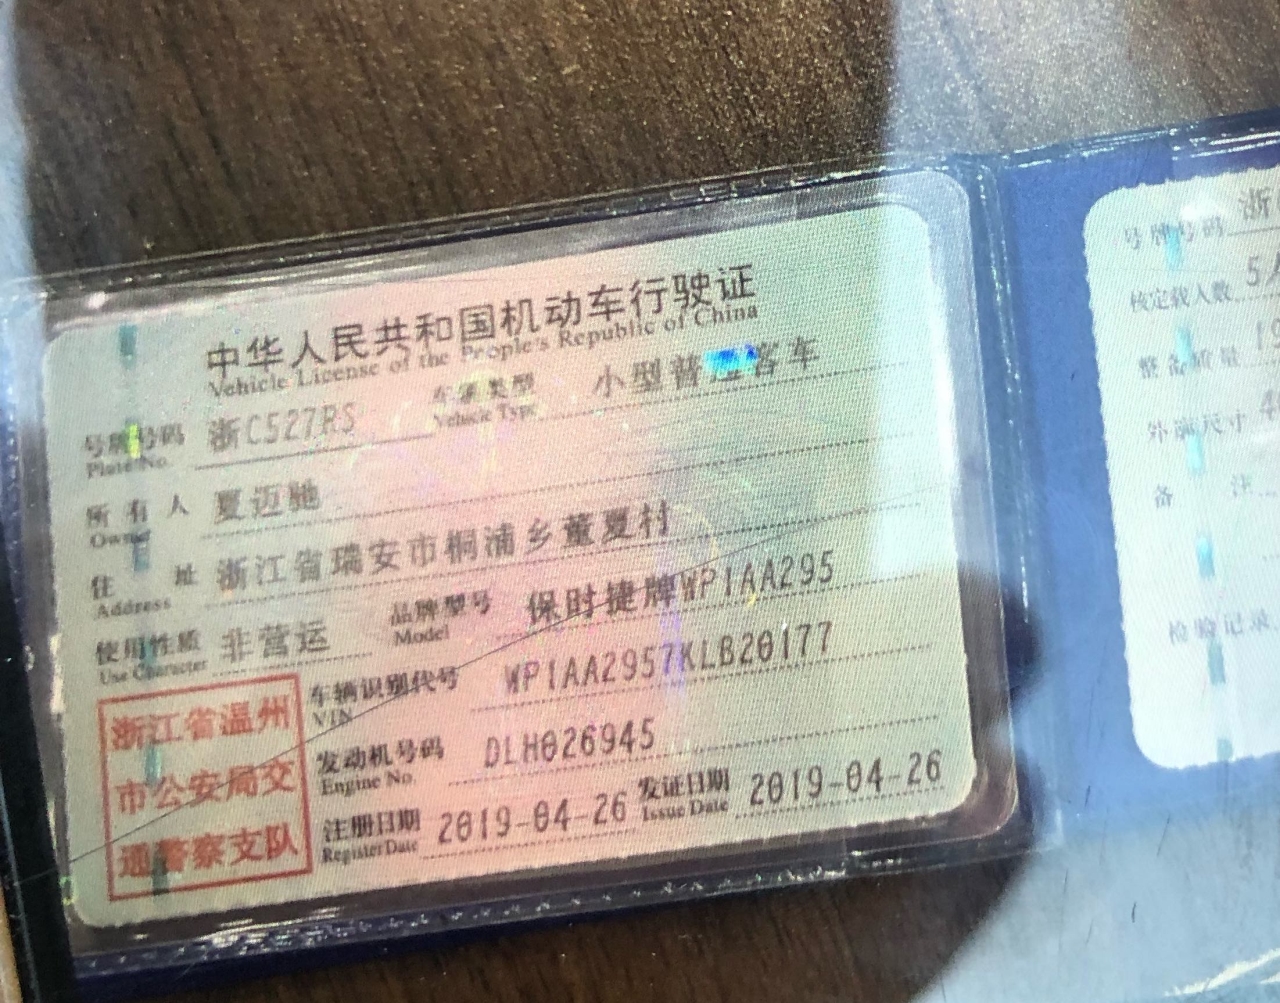 中华人民共和国机动车行驶证
Vehicle License of the People's Republic of China
号牌号码 浙C527RS 车辆类型 小型普通客车
Plate No. Vehicle Type
所有人 夏迈驰
Owner
住址 浙江省瑞安市桐浦乡董夏村
Address
使用性质 非营运 品牌型号 保时捷牌WP1AA295
Use Character Model
浙江省温州
市公安局交
通警察支队
车辆识别代号 WP1AA2957KLB20177
VIN
发动机号码 DLH026945
Engine No.
注册日期 2019-04-26 发证日期 2019-04-26
Register Date Issue Date
号牌号码 浙
核定载人数 5人
整备质量 19
外廓尺寸 4
备注
检验记录